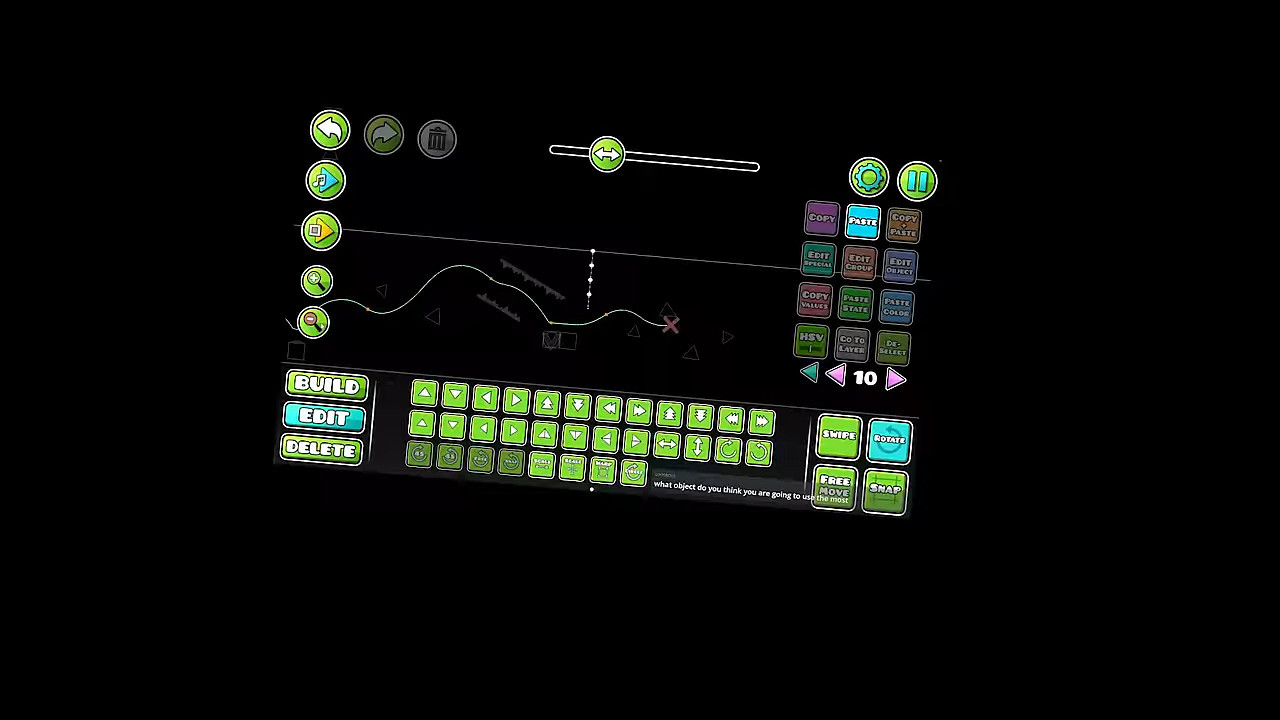 COPY
PASTE
COPY
+
PASTE
EDIT
SPECIAL
EDIT
GROUP
EDIT
OBJECT
COPY
VALUES
PASTE
STATE
PASTE
COLOR
HSV
GO TO
LAYER
DE-
SELECT
10
BUILD
EDIT
DELETE
SWIPE
ROTATE
FREE
MOVE
SNAP
what object do you think you are going to use the most